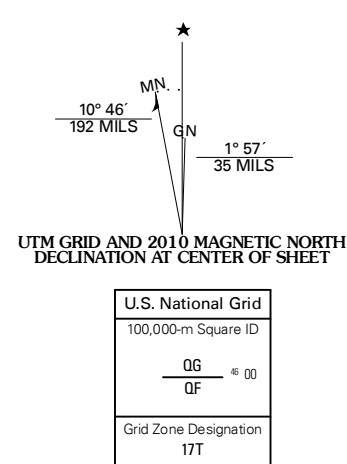 ★
MN
10° 46´
192 MILS
GN
1° 57´
35 MILS
UTM GRID AND 2010 MAGNETIC NORTH
DECLINATION AT CENTER OF SHEET
U.S. National Grid
100,000-m Square ID
QG
46 00
QF
Grid Zone Designation
17T